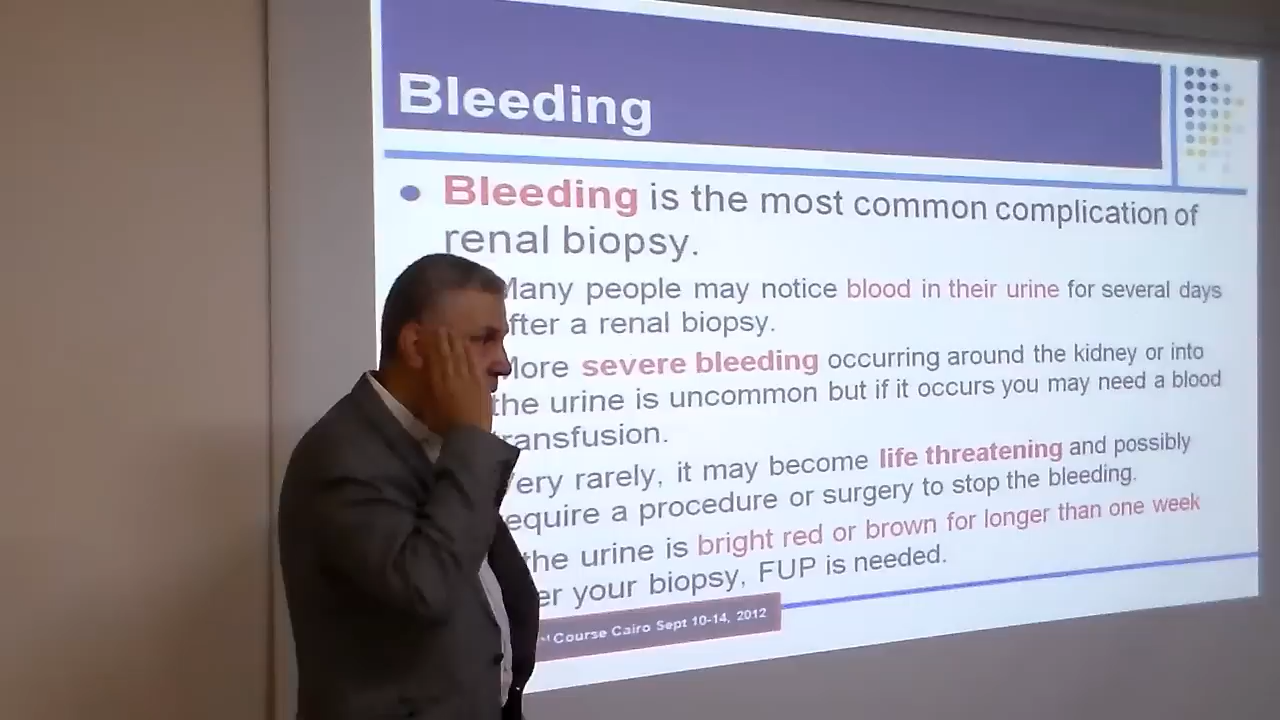 Bleeding
Bleeding is the most common complication of
renal biopsy.
Many people may notice blood in their urine for several days
after a renal biopsy.
More severe bleeding occurring around the kidney or into
the urine is uncommon but if it occurs you may need a blood
transfusion.
Very rarely, it may become life threatening and possibly
require a procedure or surgery to stop the bleeding.
the urine is bright red or brown for longer than one week
your biopsy, FUP is needed.
Course Cairo Sept 10-14, 2012